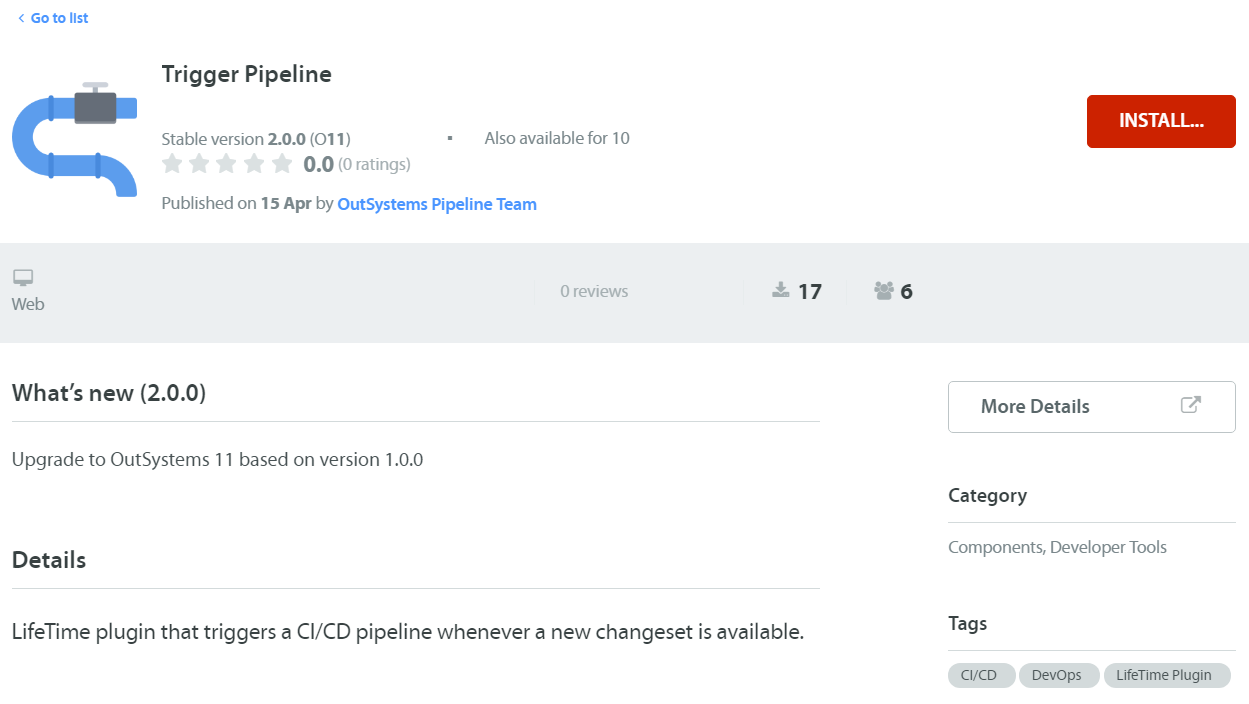 Go to list
Trigger Pipeline
INSTALL...
Stable version 2.0.0 (O11) ▪ Also available for 10
0.0 (0 ratings)
Published on 15 Apr by OutSystems Pipeline Team
Web
0 reviews
17
6
What’s new (2.0.0)
Upgrade to OutSystems 11 based on version 1.0.0
Details
LifeTime plugin that triggers a CI/CD pipeline whenever a new changeset is available.
More Details
Category
Components, Developer Tools
Tags
CI/CD DevOps LifeTime Plugin